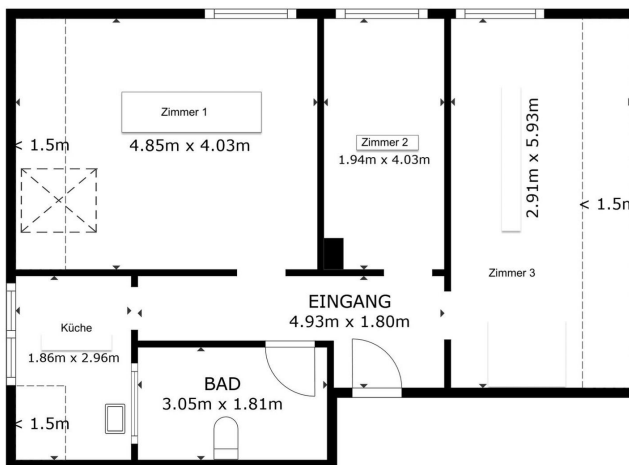 Zimmer 1
4.85m x 4.03m
< 1.5m
Zimmer 2
1.94m x 4.03m
2.91m x 5.93m
< 1.5m
Zimmer 3
EINGANG
4.93m x 1.80m
Küche
1.86m x 2.96m
< 1.5m
BAD
3.05m x 1.81m